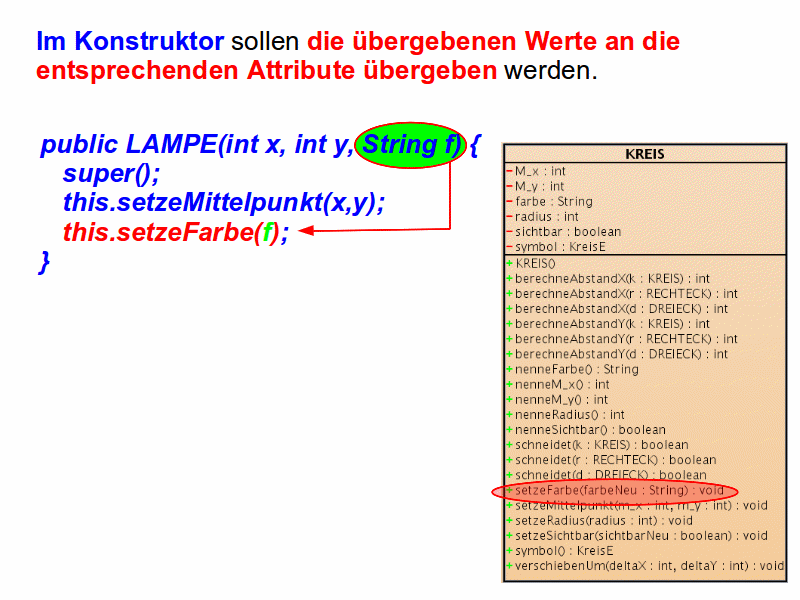 Im Konstruktor sollen die übergebenen Werte an die
entsprechenden Attribute übergeben werden.
public LAMPE(int x, int y, String f) {
super();
this.setzeMittelpunkt(x,y);
this.setzeFarbe(f);
}
KREIS
- M_x : int
- M_y : int
- farbe : String
- radius : int
- sichtbar : boolean
- symbol : KreisE
+ KREIS()
+ berechneAbstandX(k : KREIS) : int
+ berechneAbstandX(r : RECHTECK) : int
+ berechneAbstandX(d : DREIECK) : int
+ berechneAbstandY(k : KREIS) : int
+ berechneAbstandY(r : RECHTECK) : int
+ berechneAbstandY(d : DREIECK) : int
+ nenneFarbe() : String
+ nenneM_x() : int
+ nenneM_y() : int
+ nenneRadius() : int
+ nenneSichtbar() : boolean
+ schneidet(k : KREIS) : boolean
+ schneidet(r : RECHTECK) : boolean
+ schneidet(d : DREIECK) : boolean
+ setzeFarbe(farbeNeu : String) : void
+ setzeMittelpunkt(m_x : int, m_y : int) : void
+ setzeRadius(radius : int) : void
+ setzeSichtbar(sichtbarNeu : boolean) : void
+ symbol() : KreisE
+ verschiebenUm(deltaX : int, deltaY : int) : void